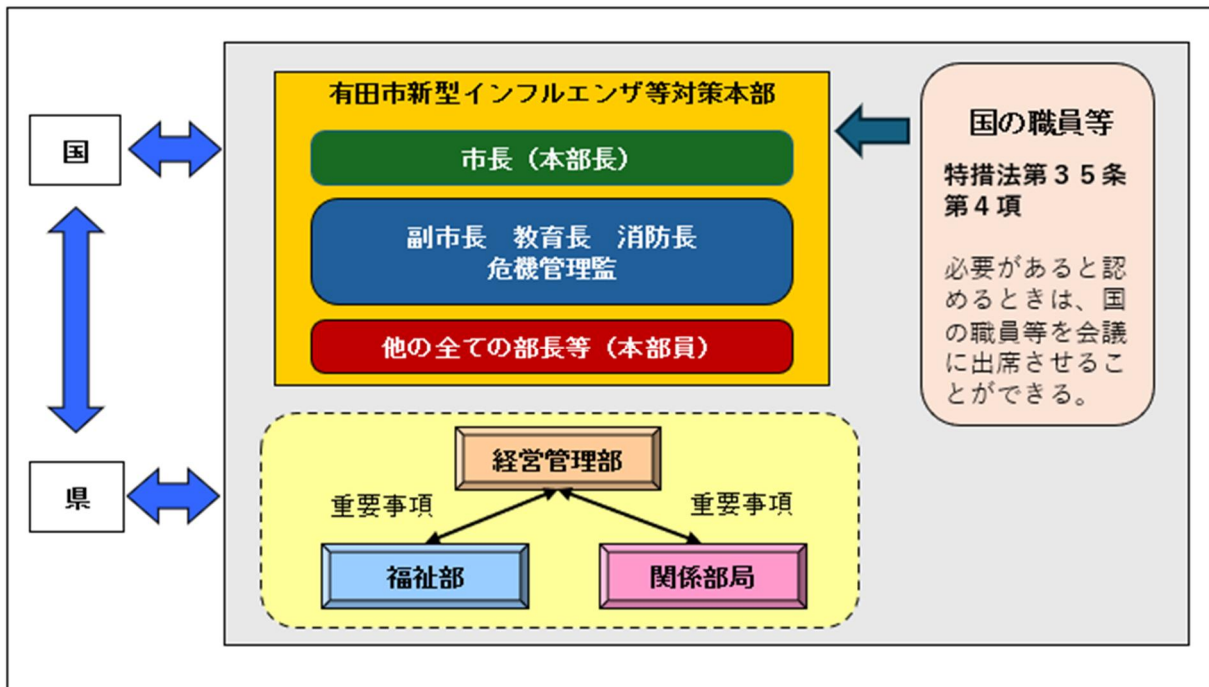 有田市新型インフルエンザ等対策本部
市長（本部長）
副市長　教育長　消防長
危機管理監
他の全ての部長等（本部員）
国
県
国の職員等
特措法第３５条
第４項
必要があると認
めるときは、国
の職員等を会議
に出席させるこ
とができる。
経営管理部
重要事項
重要事項
福祉部
関係部局